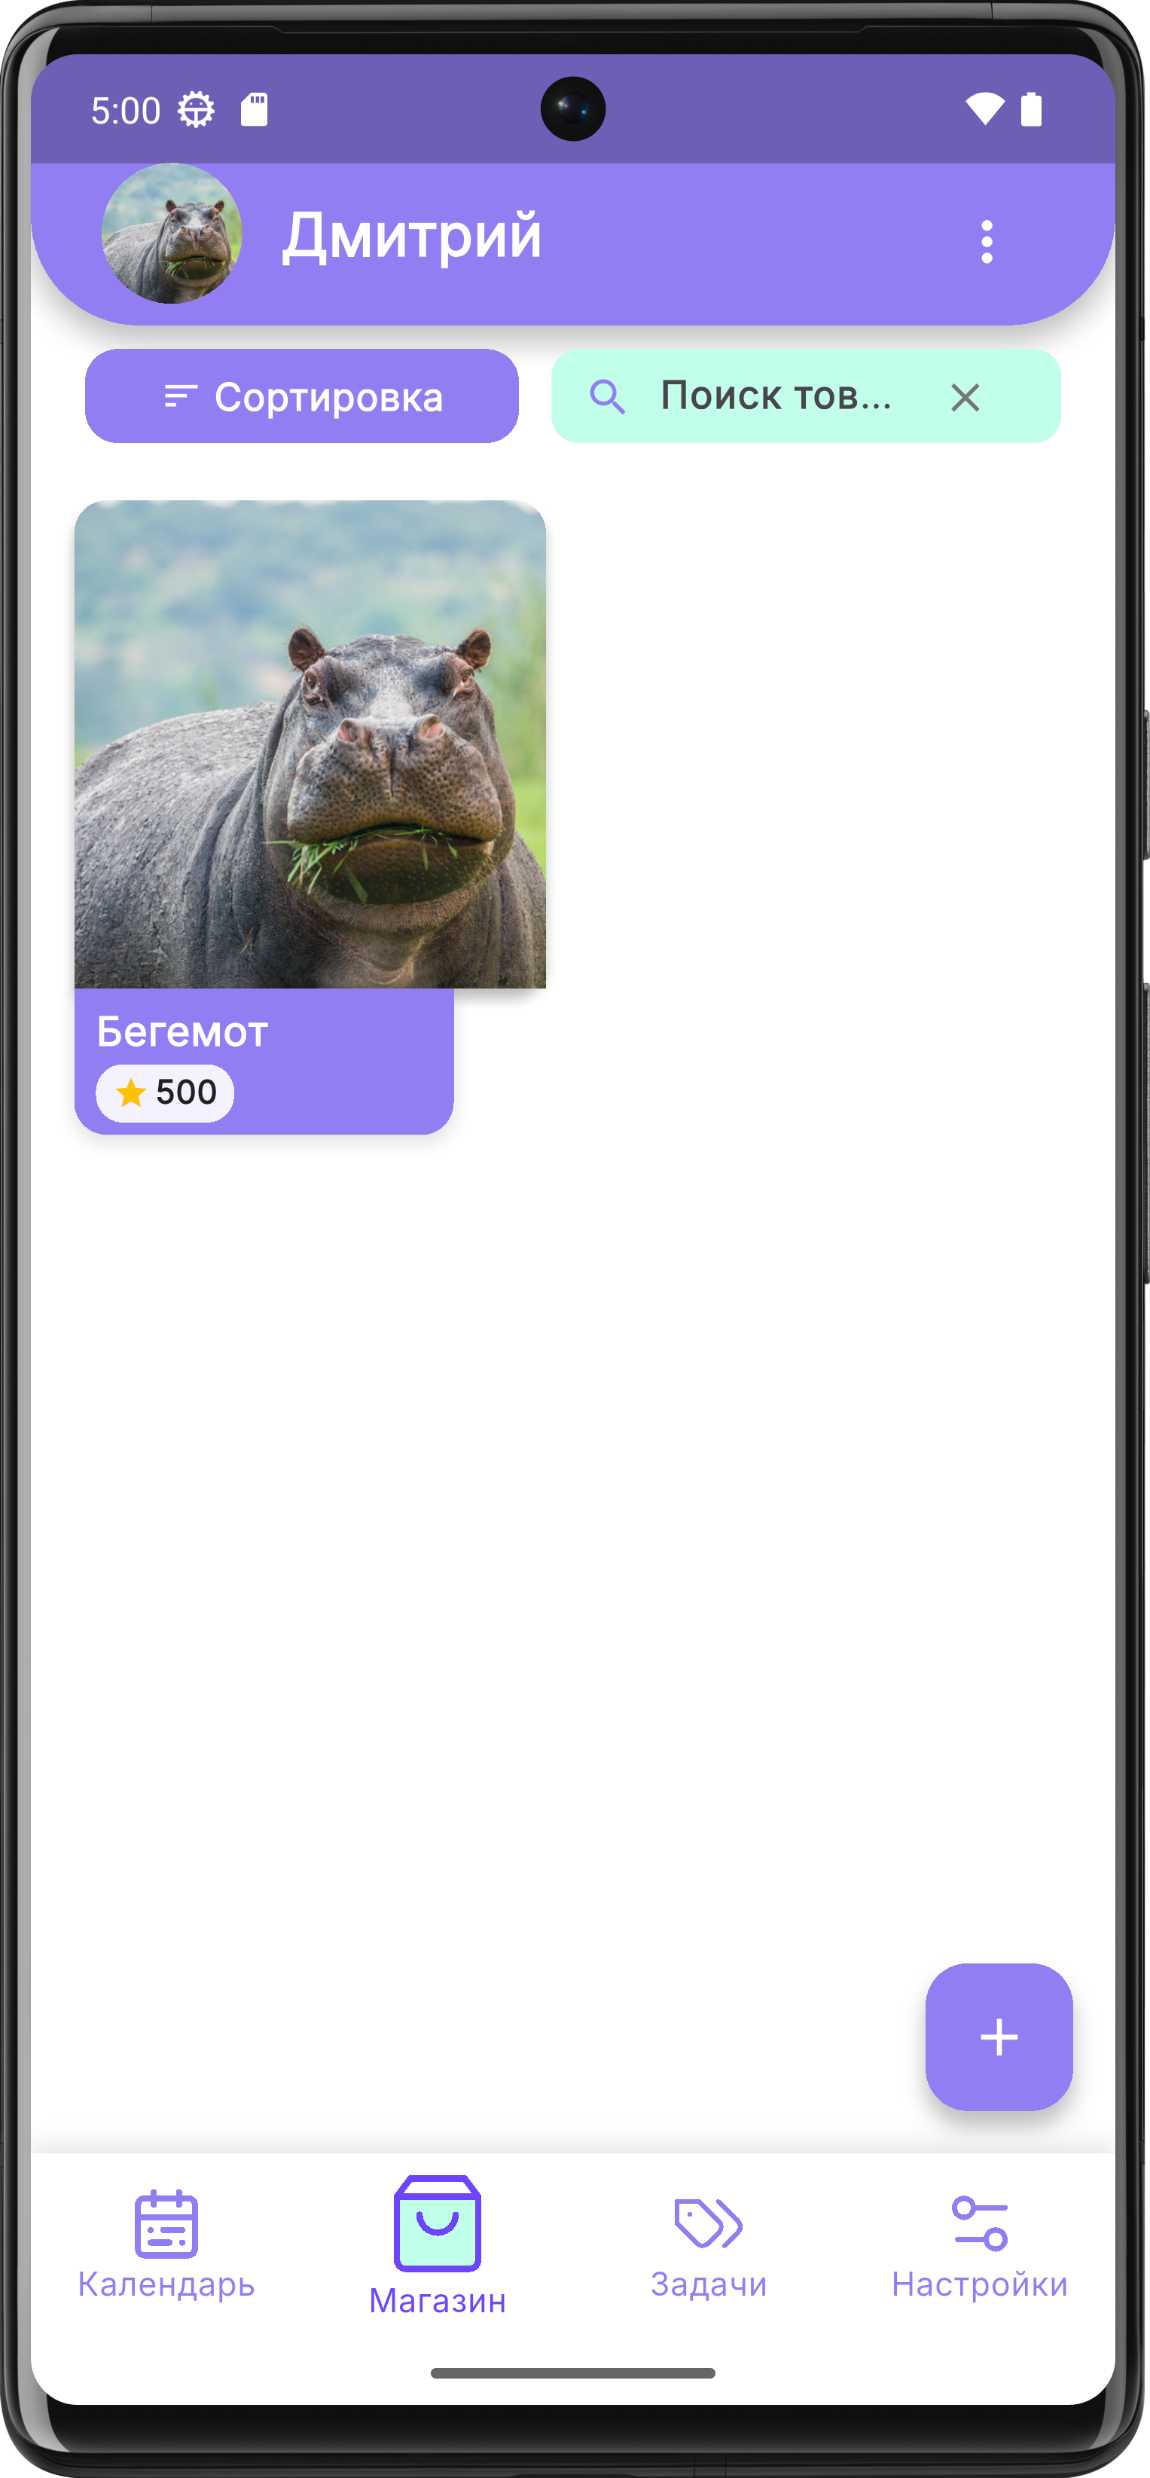 5:00
Дмитрий
Сортировка
Поиск тов...
Бегемот
500
Календарь
Магазин
Задачи
Настройки